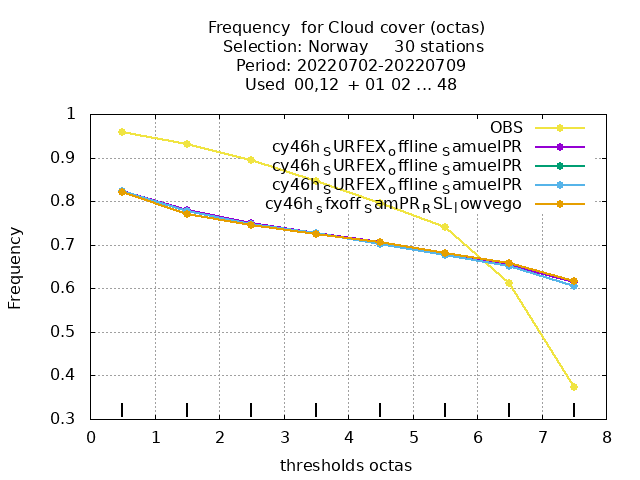 Frequency for Cloud cover (octas)
Selection: Norway 30 stations
Period: 20220702-20220709
Used 00,12 + 01 02 ... 48
OBS
cy46h_SURFEX_offline_SamuelPR
cy46h_SURFEX_offline_SamuelPR
cy46h_SURFEX_offline_SamuelPR
cy46h_sfxoff_SamPR_RSL_lowvego
Frequency
1
0.9
0.8
0.7
0.6
0.5
0.4
0.3
0 1 2 3 4 5 6 7 8
thresholds octas